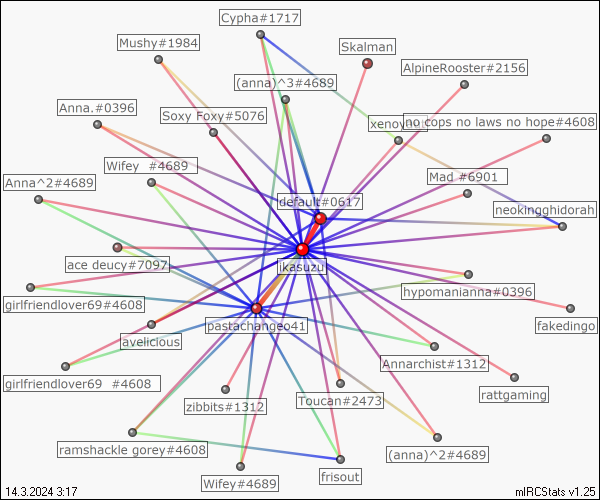 Cypha#1717
Mushy#1984
Skalman
AlpineRooster#2156
(anna)^3#4689
Anna.#0396
Soxy Foxy#5076
no cops no laws no hope#4608
Wifey #4689
Mad #6901
Anna^2#4689
default#0617
neokingghidorah
ace deucy#7097
ikasuzu
hypomanianna#0396
girlfriendlover69#4608
pastachangeo41
fakedingo
avelicious
Annarchist#1312
girlfriendlover69 #4608
rattgaming
zibbits#1312
Toucan#2473
ramshackle gorey#4608
(anna)^2#4689
Wifey#4689
frisout
14.3.2024 3:17
mIRCStats v1.25